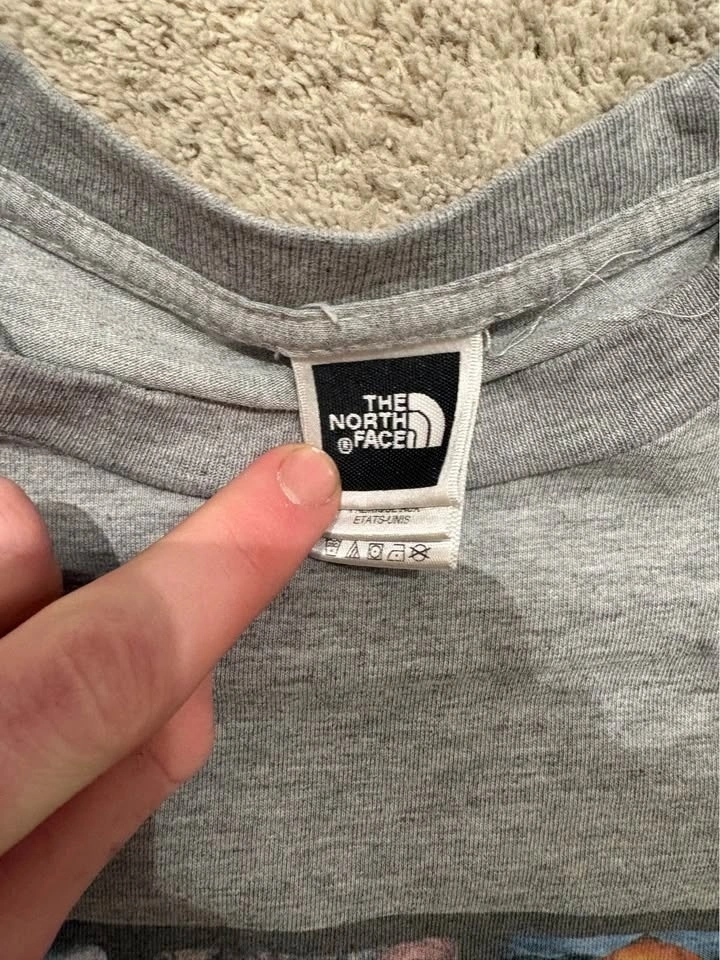 THE
NORTH
® FACE
ETATS-UNIS